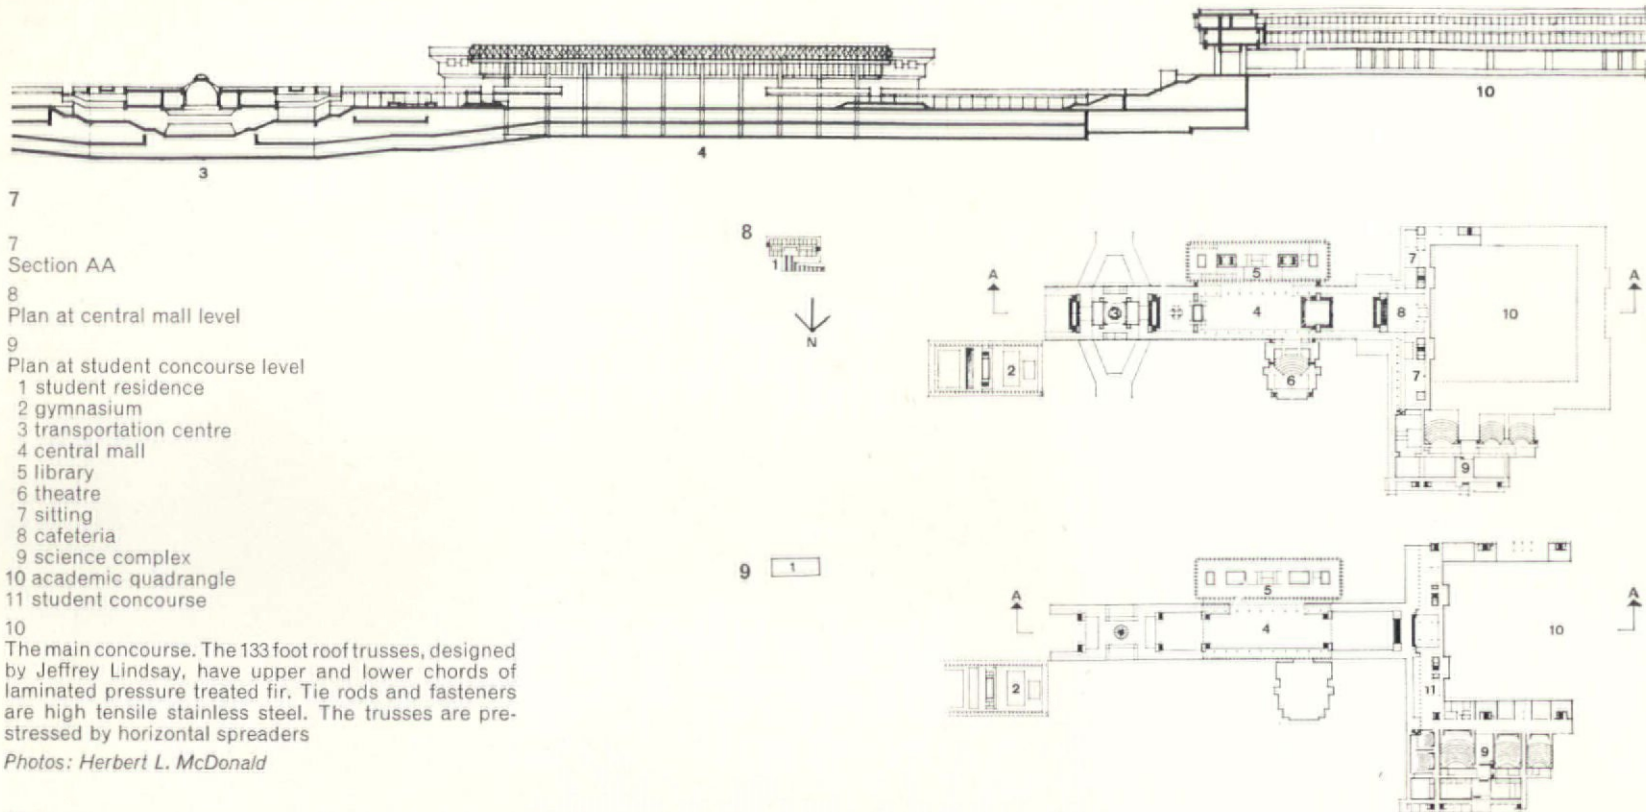 10
3
4
7
7
Section AA
8
Plan at central mall level
9
Plan at student concourse level
1 student residence
2 gymnasium
3 transportation centre
4 central mall
5 library
6 theatre
7 sitting
8 cafeteria
9 science complex
10 academic quadrangle
11 student concourse
10
The main concourse. The 133 foot roof trusses, designed
by Jeffrey Lindsay, have upper and lower chords of
laminated pressure treated fir. Tie rods and fasteners
are high tensile stainless steel. The trusses are pre-
stressed by horizontal spreaders
Photos: Herbert L. McDonald
8
1
N
A
5
7
A
3
4
8
10
2
6
7
9
9
1
A
5
A
4
10
2
11
9